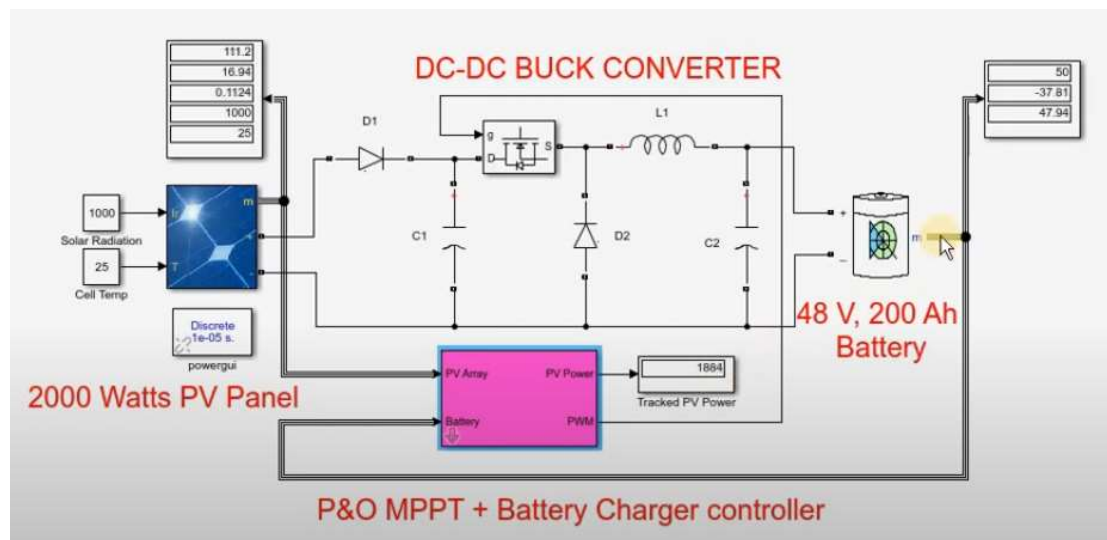 111.2
16.94
0.1124
1000
25
DC-DC BUCK CONVERTER
50
-37.81
47.94
D1
g
D
S
L1
1000
Solar Radiation
25
Cell Temp
Ir
T
m
+
-
C1
D2
C2
+
m
–
48 V, 200 Ah
Battery
Discrete
1e-05 s.
powergui
2000 Watts PV Panel
PV Array
PV Power
1884
Tracked PV Power
Battery
PWM
P&O MPPT + Battery Charger controller